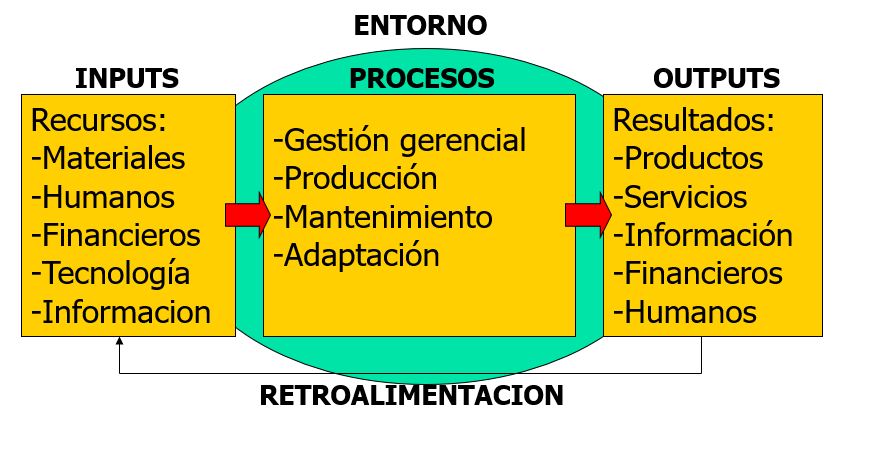 ENTORNO
INPUTS
Recursos:
-Materiales
-Humanos
-Financieros
-Tecnología
-Informacion
PROCESOS
-Gestión gerencial
-Producción
-Mantenimiento
-Adaptación
OUTPUTS
Resultados:
-Productos
-Servicios
-Información
-Financieros
-Humanos
RETROALIMENTACION